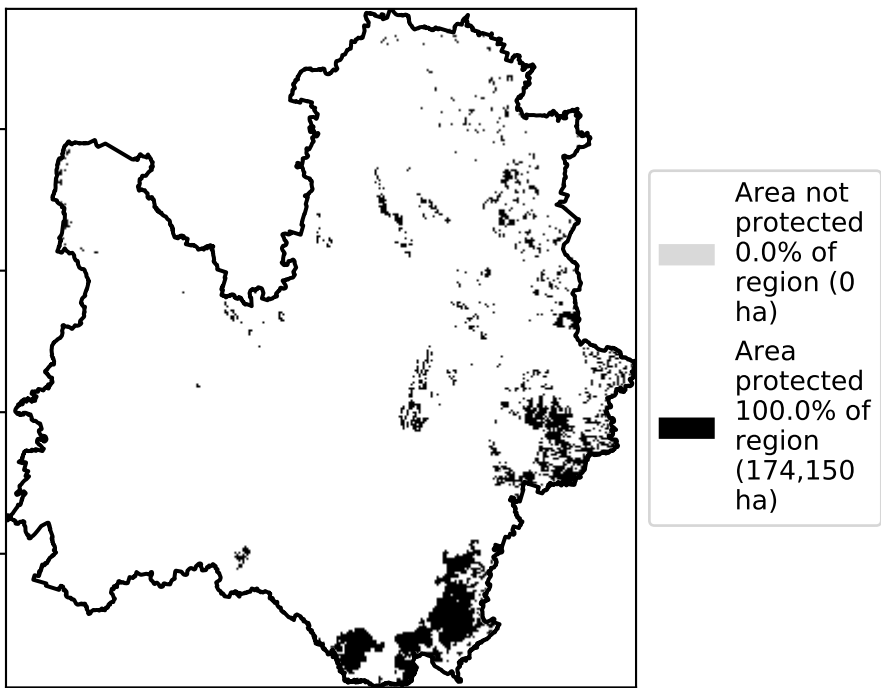 Area not
protected
0.0% of
region (0
ha)
Area
protected
100.0% of
region
(174,150
ha)